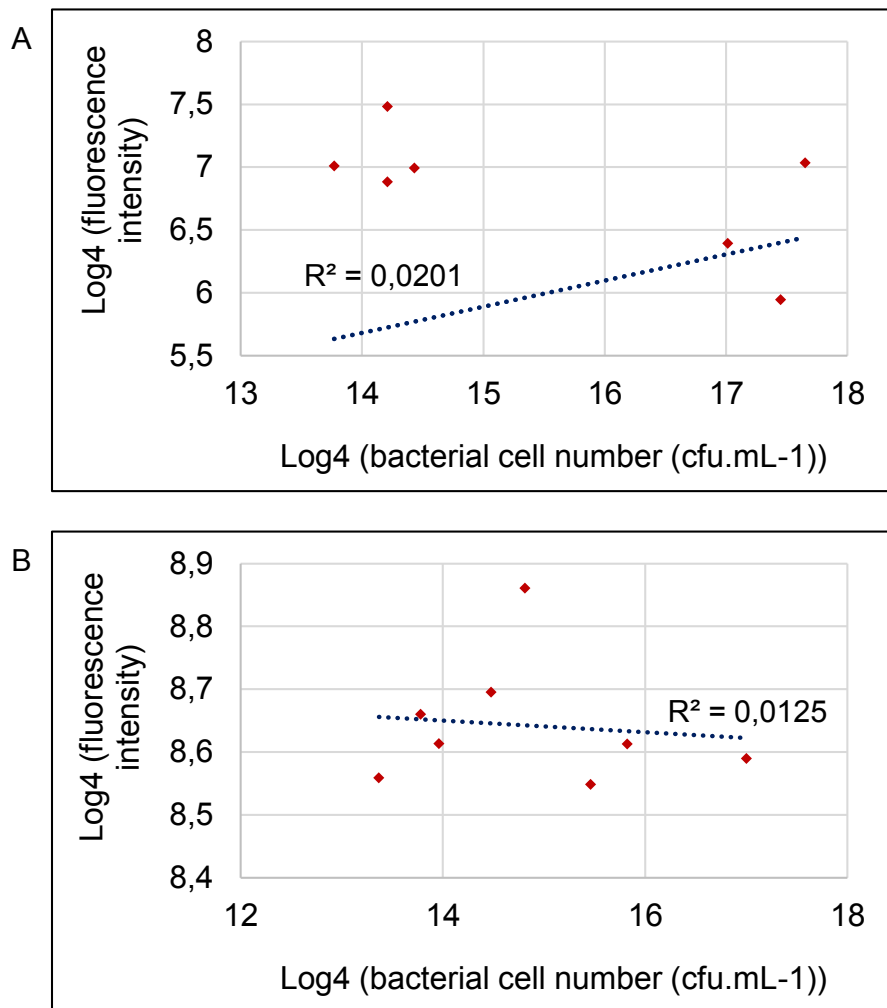 A
Log4 (fluorescence
intensity)
8
7,5
7
6,5
6
5,5
R² = 0,0201
13 14 15 16 17 18
Log4 (bacterial cell number (cfu.mL-1))
B
Log4 (fluorescence
intensity)
8,9
8,8
8,7
8,6
8,5
8,4
R² = 0,0125
12 14 16 18
Log4 (bacterial cell number (cfu.mL-1))